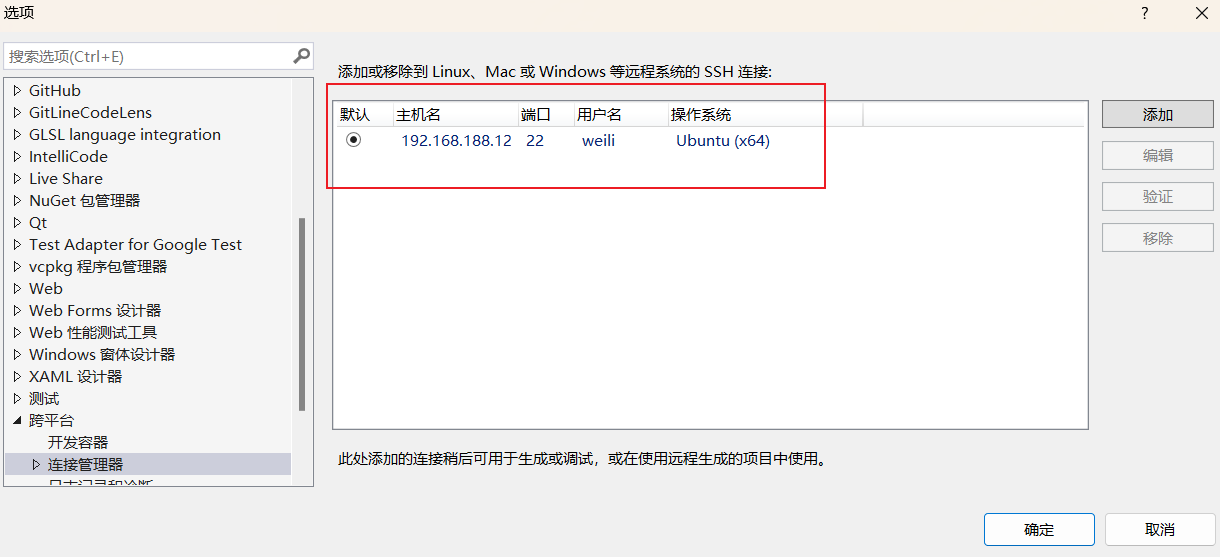 选项
搜索选项(Ctrl+E)
GitHub
GitLineCodeLens
GLSL language integration
IntelliCode
Live Share
NuGet 包管理器
Qt
Test Adapter for Google Test
vcpkg 程序包管理器
Web
Web Forms 设计器
Web 性能测试工具
Windows 窗体设计器
XAML 设计器
测试
跨平台
开发容器
连接管理器
日志记录和诊断
添加或移除到 Linux、Mac 或 Windows 等远程系统的 SSH 连接:
默认 主机名 端口 用户名 操作系统
192.168.188.12 22 weili Ubuntu (x64)
添加
编辑
验证
移除
此处添加的连接稍后可用于生成或调试，或在使用远程生成的项目中使用。
确定 取消